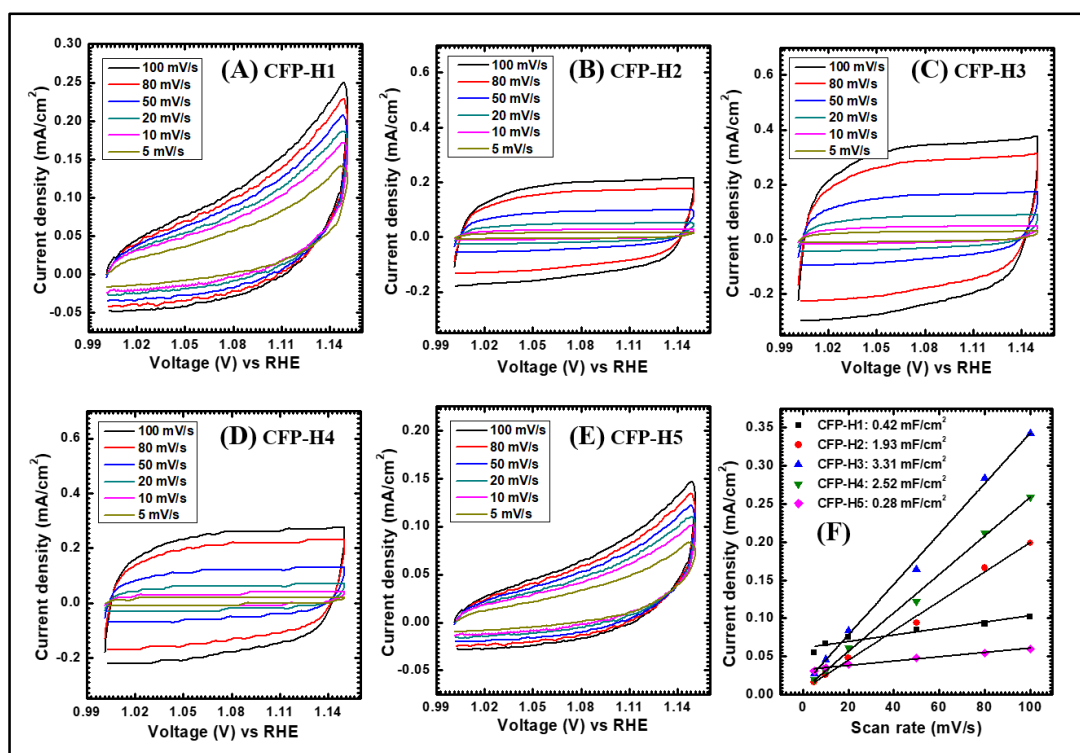 (A) CFP-H1
100 mV/s
80 mV/s
50 mV/s
20 mV/s
10 mV/s
5 mV/s
0.30
0.25
0.20
0.15
0.10
0.05
0.00
-0.05
Current density (mA/cm²)
0.99 1.02 1.05 1.08 1.11 1.14
Voltage (V) vs RHE
(B) CFP-H2
100 mV/s
80 mV/s
50 mV/s
20 mV/s
10 mV/s
5 mV/s
0.6
0.4
0.2
0.0
-0.2
Current density (mA/cm²)
0.99 1.02 1.05 1.08 1.11 1.14
Voltage (V) vs RHE
(C) CFP-H3
100 mV/s
80 mV/s
50 mV/s
20 mV/s
10 mV/s
5 mV/s
0.6
0.4
0.2
0.0
-0.2
Current density (mA/cm²)
0.99 1.02 1.05 1.08 1.11 1.14
Voltage (V) vs RHE
(D) CFP-H4
100 mV/s
80 mV/s
50 mV/s
20 mV/s
10 mV/s
5 mV/s
0.6
0.4
0.2
0.0
-0.2
Current density (mA/cm²)
0.99 1.02 1.05 1.08 1.11 1.14
Voltage (V) vs RHE
(E) CFP-H5
100 mV/s
80 mV/s
50 mV/s
20 mV/s
10 mV/s
5 mV/s
0.20
0.15
0.10
0.05
0.00
-0.05
Current density (mA/cm²)
0.99 1.02 1.05 1.08 1.11 1.14
Voltage (V) vs RHE
CFP-H1: 0.42 mF/cm²
CFP-H2: 1.93 mF/cm²
CFP-H3: 3.31 mF/cm²
CFP-H4: 2.52 mF/cm²
CFP-H5: 0.28 mF/cm²
(F)
0.35
0.30
0.25
0.20
0.15
0.10
0.05
0.00
Current density (mA/cm²)
0 20 40 60 80 100
Scan rate (mV/s)